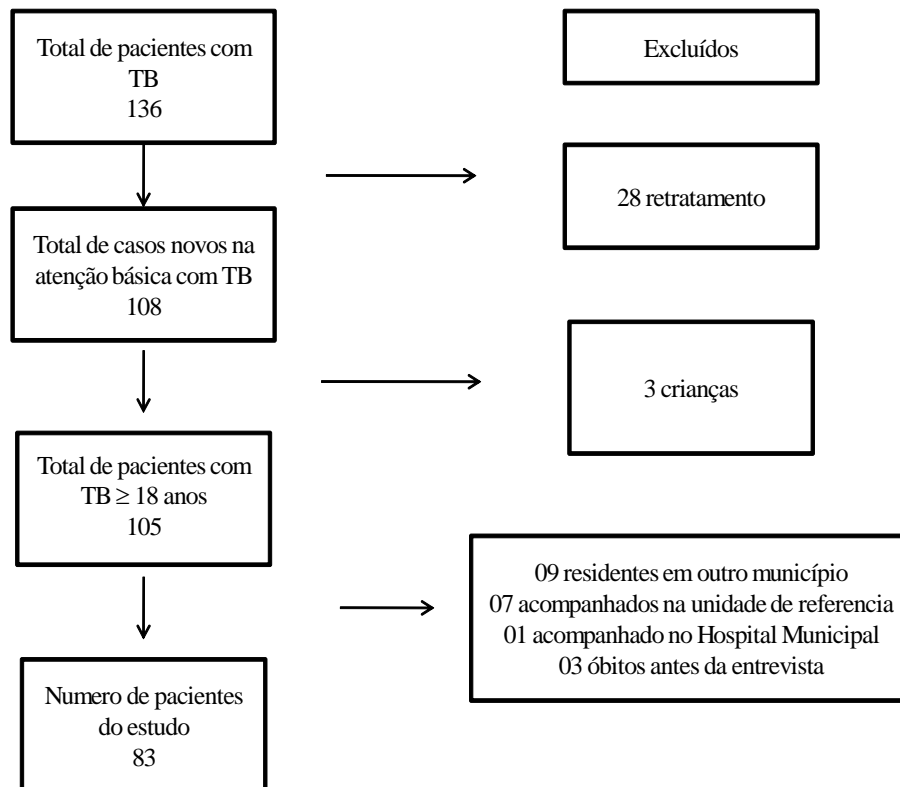 Total de pacientes com
TB
136
Excluídos
28 retratamento
Total de casos novos na
atenção básica com TB
108
3 crianças
Total de pacientes com
TB ≥ 18 anos
105
09 residentes em outro município
07 acompanhados na unidade de referencia
01 acompanhado no Hospital Municipal
03 óbitos antes da entrevista
Numero de pacientes
do estudo
83